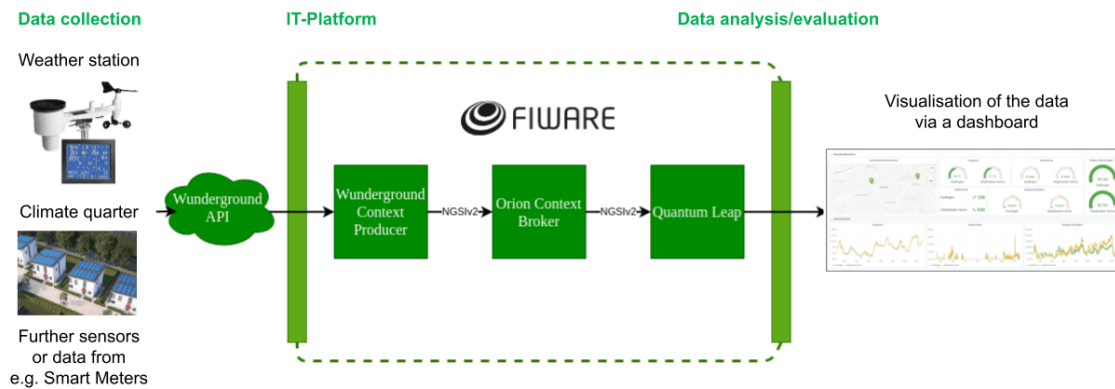 Data collection
IT-Platform
Data analysis/evaluation
Weather station
FIWARE
Visualisation of the data
via a dashboard
Wunderground
API
Wunderground
Context
Producer
NGSIv2
Orion Context
Broker
NGSIv2
Quantum Leap
Climate quarter
Further sensors
or data from
e.g. Smart Meters